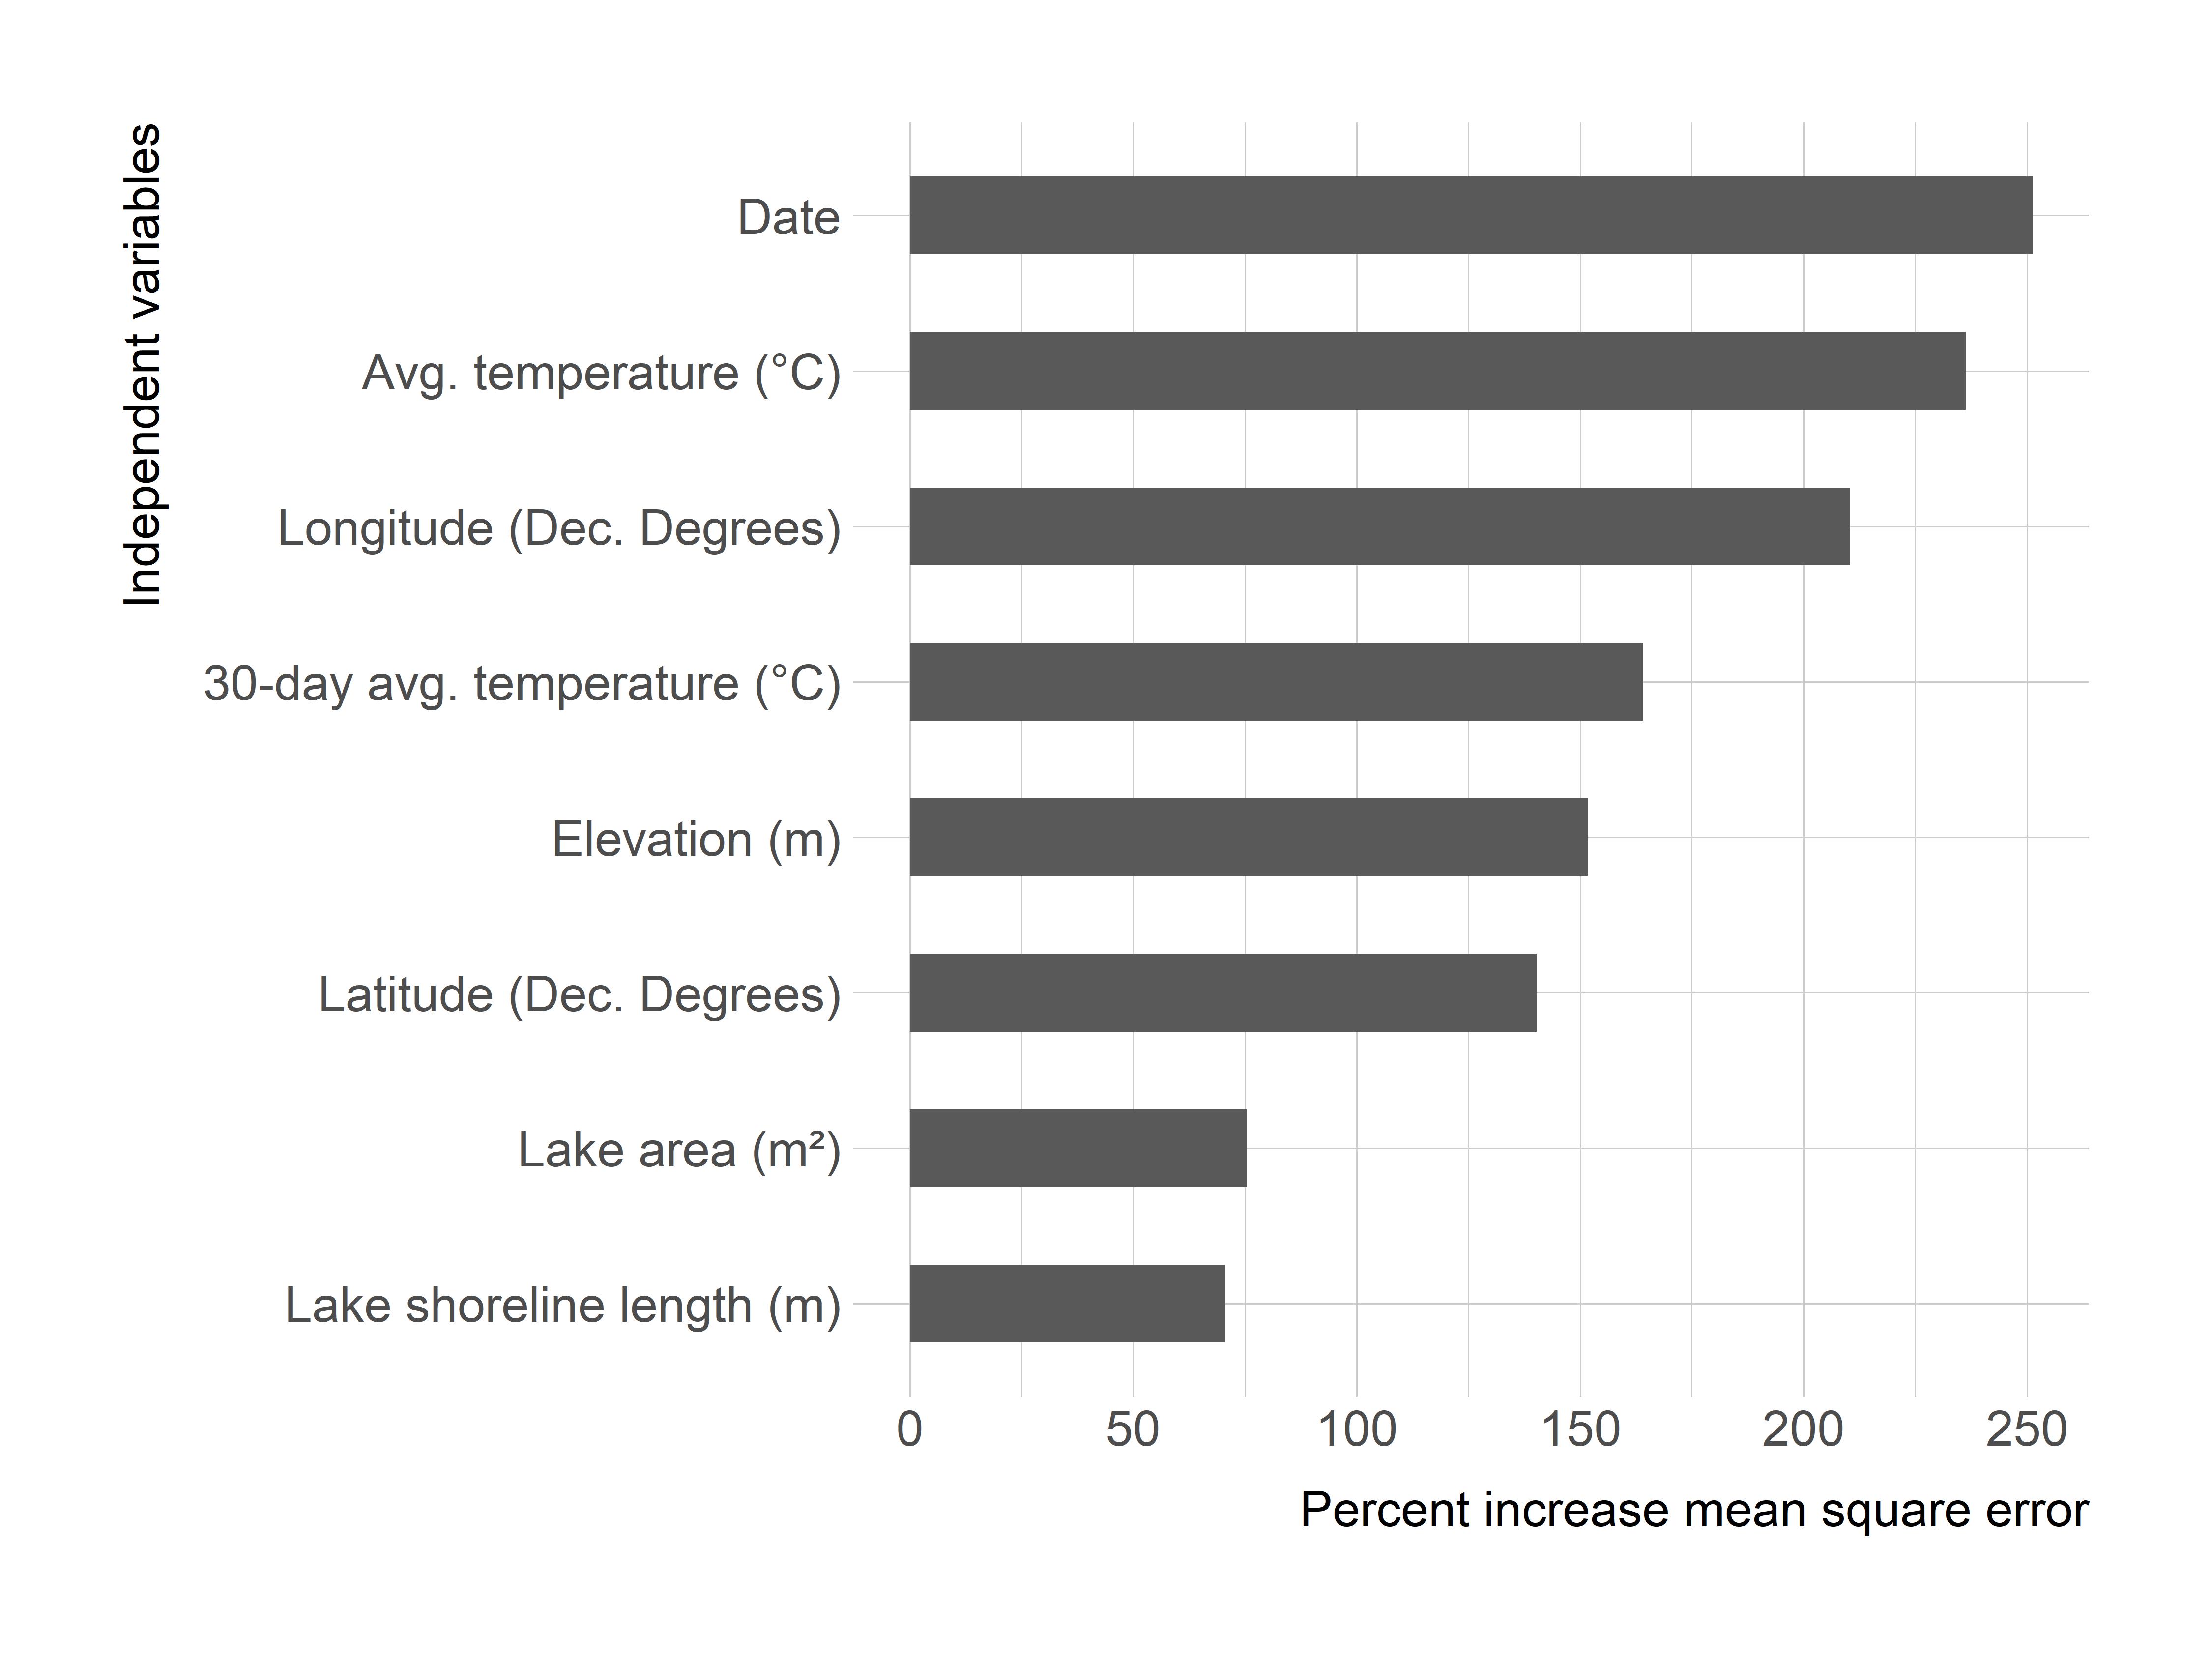 Independent variables
Date
Avg. temperature (°C)
Longitude (Dec. Degrees)
30-day avg. temperature (°C)
Elevation (m)
Latitude (Dec. Degrees)
Lake area (m²)
Lake shoreline length (m)
0 50 100 150 200 250
Percent increase mean square error